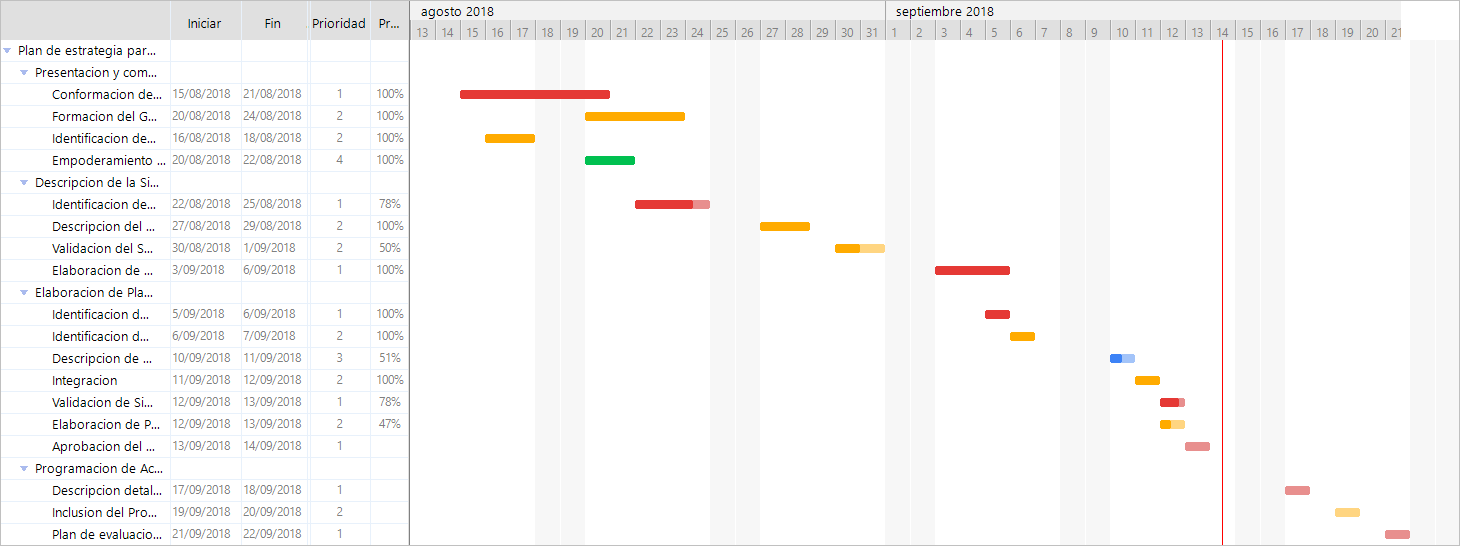 Iniciar Fin Prioridad Pr... agosto 2018 septiembre 2018
13 14 15 16 17 18 19 20 21 22 23 24 25 26 27 28 29 30 31 1 2 3 4 5 6 7 8 9 10 11 12 13 14 15 16 17 18 19 20 21
Plan de estrategia par...
Presentacion y com...
Conformacion de... 15/08/2018 21/08/2018 1 100%
Formacion del G... 20/08/2018 24/08/2018 2 100%
Identificacion de... 16/08/2018 18/08/2018 2 100%
Empoderamiento ... 20/08/2018 22/08/2018 4 100%
Descripcion de la Si...
Identificacion de... 22/08/2018 25/08/2018 1 78%
Descripcion del ... 27/08/2018 29/08/2018 2 100%
Validacion del S... 30/08/2018 1/09/2018 2 50%
Elaboracion de ... 3/09/2018 6/09/2018 1 100%
Elaboracion de Pla...
Identificacion d... 5/09/2018 6/09/2018 1 100%
Identificacion d... 6/09/2018 7/09/2018 2 100%
Descripcion de ... 10/09/2018 11/09/2018 3 51%
Integracion 11/09/2018 12/09/2018 2 100%
Validacion de Si... 12/09/2018 13/09/2018 1 78%
Elaboracion de P... 12/09/2018 13/09/2018 2 47%
Aprobacion del ... 13/09/2018 14/09/2018 1
Programacion de Ac...
Descripcion detal... 17/09/2018 18/09/2018 1
Inclusion del Pro... 19/09/2018 20/09/2018 2
Plan de evaluacio... 21/09/2018 22/09/2018 1